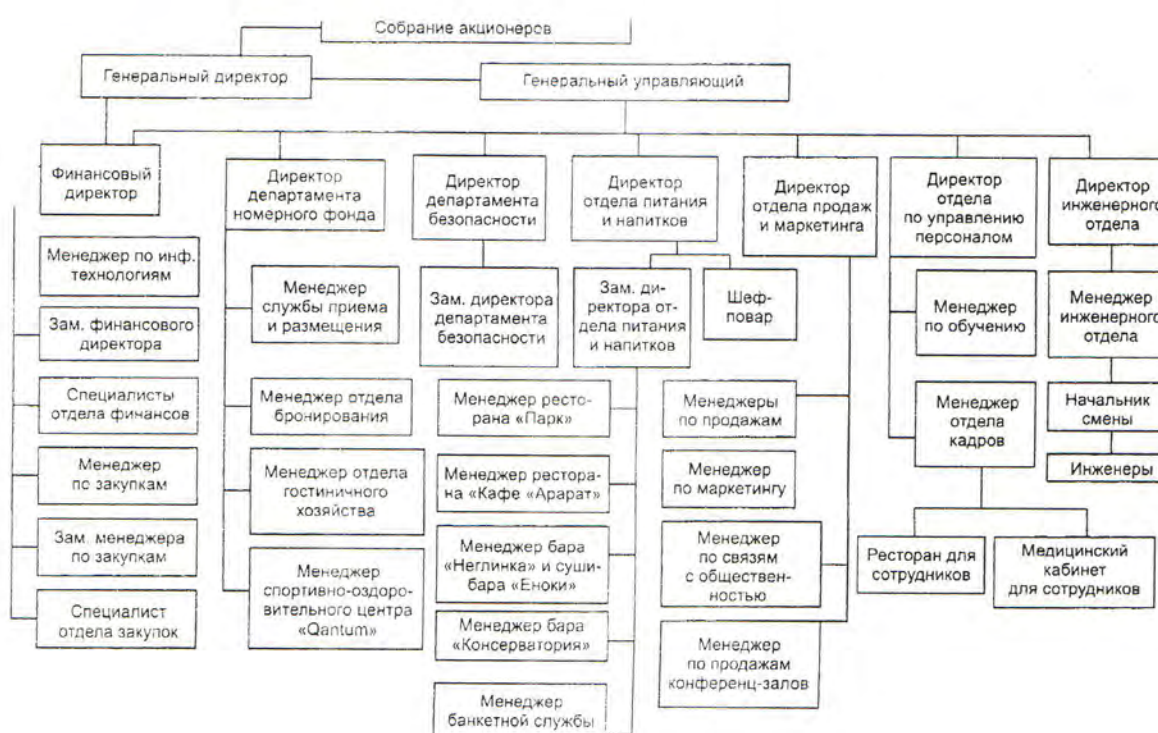 Собрание акционеров
Генеральный директор
Генеральный управляющий
Финансовый
директор
Директор
департамента
номерного фонда
Директор
департамента
безопасности
Директор
отдела питания
и напитков
Директор
отдела продаж
и маркетинга
Директор
отдела
по управлению
персоналом
Директор
инженерного
отдела
Менеджер по инф.
технологиям
Зам. финансового
директора
Специалисты
отдела финансов
Менеджер
по закупкам
Зам. менеджера
по закупкам
Специалист
отдела закупок
Менеджер
службы приема
и размещения
Менеджер отдела
бронирования
Менеджер отдела
гостиничного
хозяйства
Менеджер
спортивно-оздоро-
вительного центра
«Qantum»
Зам. директора
департамента
безопасности
Зам. ди-
ректора от-
дела питания
и напитков
Шеф-
повар
Менеджер ресто-
рана «Парк»
Менеджер рестора-
на «Кафе «Арарат»
Менеджер бара
«Неглинка» и суши-
бара «Еноки»
Менеджер бара
«Консерватория»
Менеджер
банкетной службы
Менеджеры
по продажам
Менеджер
по маркетингу
Менеджер
по связям
с обществен-
ностью
Менеджер
по продажам
конференц-залов
Менеджер
по обучению
Менеджер
отдела
кадров
Ресторан для
сотрудников
Медицинский
кабинет
для сотрудников
Менеджер
инженерного
отдела
Начальник
смены
Инженеры